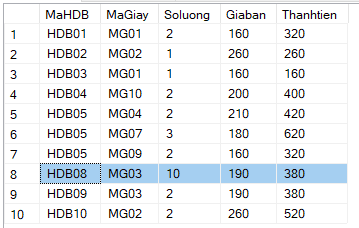 MaHDB MaGiay Soluong Giaban Thanhtien
1 HDB01 MG01 2 160 320
2 HDB02 MG02 1 260 260
3 HDB03 MG01 1 160 160
4 HDB04 MG10 2 200 400
5 HDB05 MG04 2 210 420
6 HDB05 MG07 3 180 620
7 HDB05 MG09 2 160 320
8 HDB08 MG03 10 190 380
9 HDB09 MG03 2 190 380
10 HDB10 MG02 2 260 520